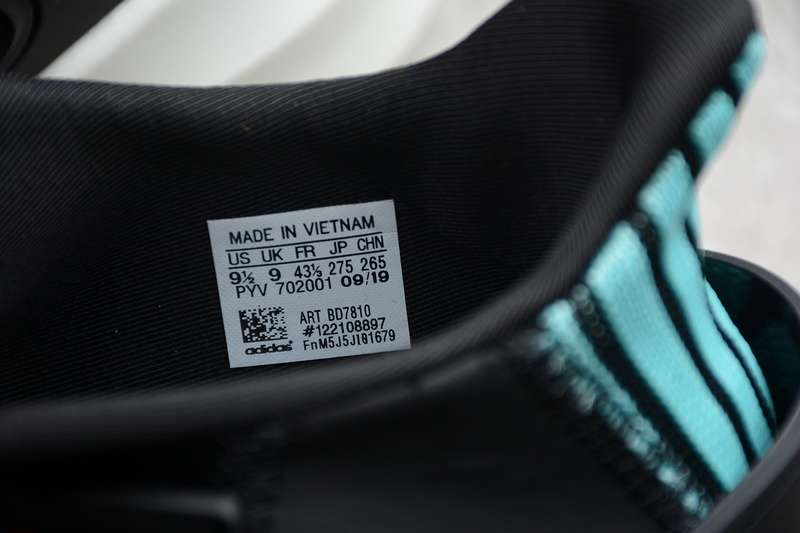 MADE IN VIETNAM
US UK FR JP CHN
9½ 9 43⅓ 275 265
PYV 702001 09/19
ART BD7810
#122108897
adidas
FnM5J5Jl01679